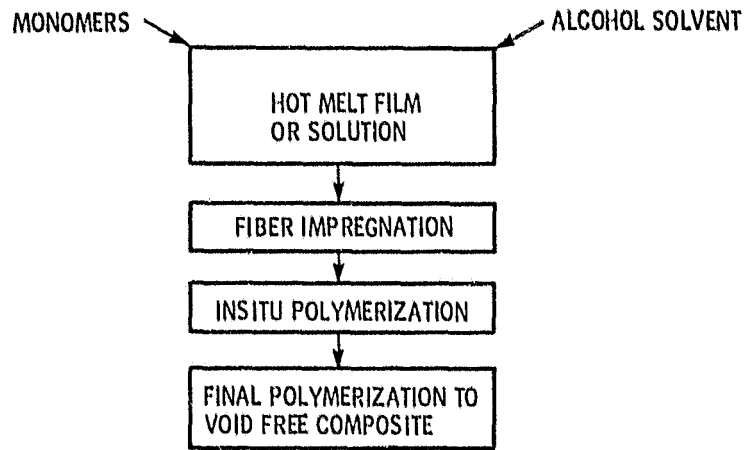 MONOMERS
ALCOHOL SOLVENT
HOT MELT FILM
OR SOLUTION
FIBER IMPREGNATION
INSITU POLYMERIZATION
FINAL POLYMERIZATION TO
VOID FREE COMPOSITE